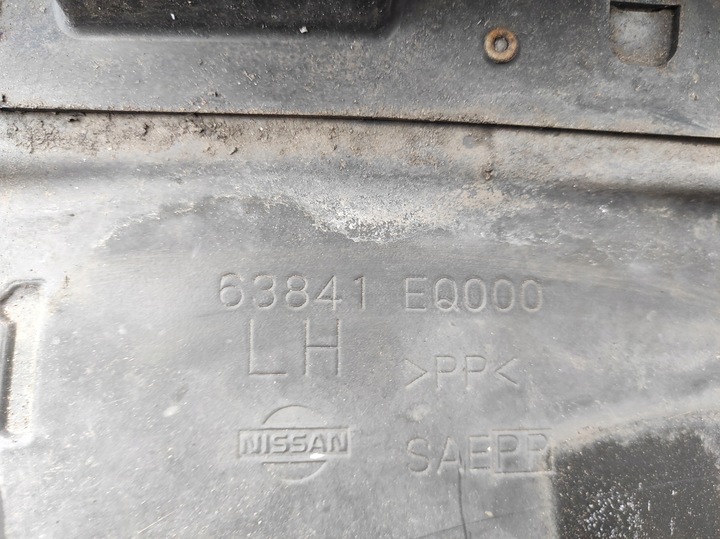 63841 EQ000
LH >PP<
NISSAN SAEPP